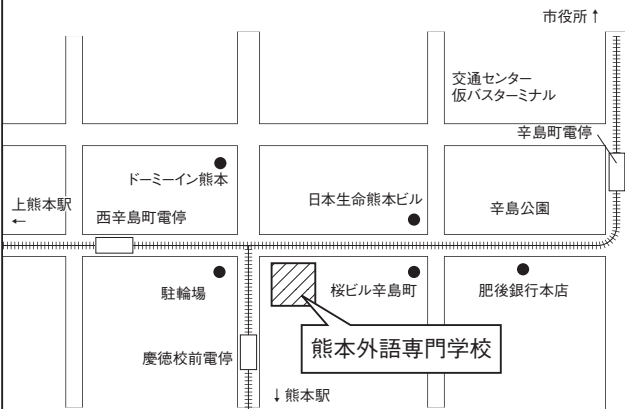 市役所↑
交通センター
仮バスターミナル
辛島町電停
ドーミーイン熊本
日本生命熊本ビル
辛島公園
上熊本駅
←
西辛島町電停
駐輪場
桜ビル辛島町
肥後銀行本店
熊本外語専門学校
慶徳校前電停
↓熊本駅